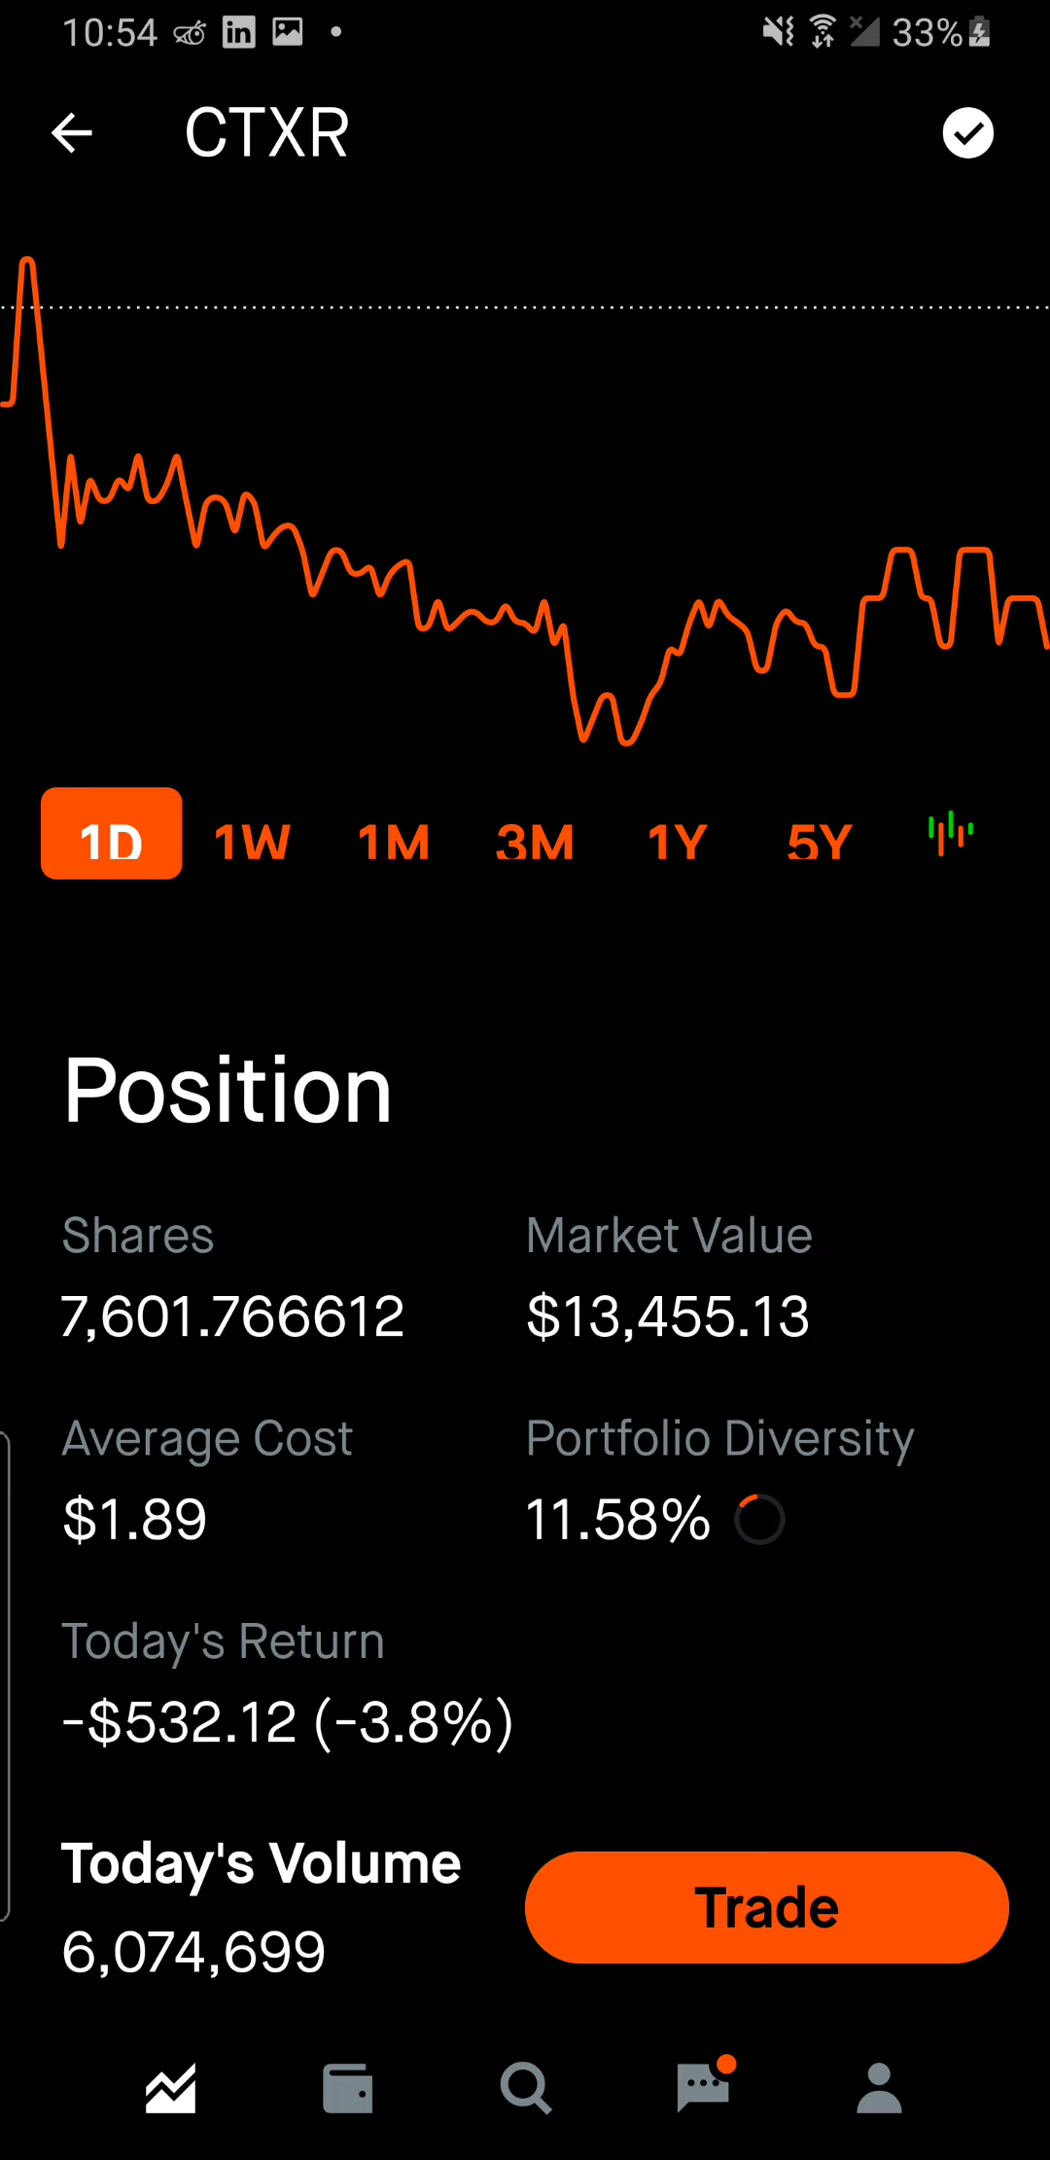 10:54 in 33%
CTXR
1D 1W 1M 3M 1Y 5Y
Position
Shares Market Value
7,601.766612 $13,455.13
Average Cost Portfolio Diversity
$1.89 11.58%
Today's Return
-$532.12 (-3.8%)
Today's Volume
Trade
6,074,699